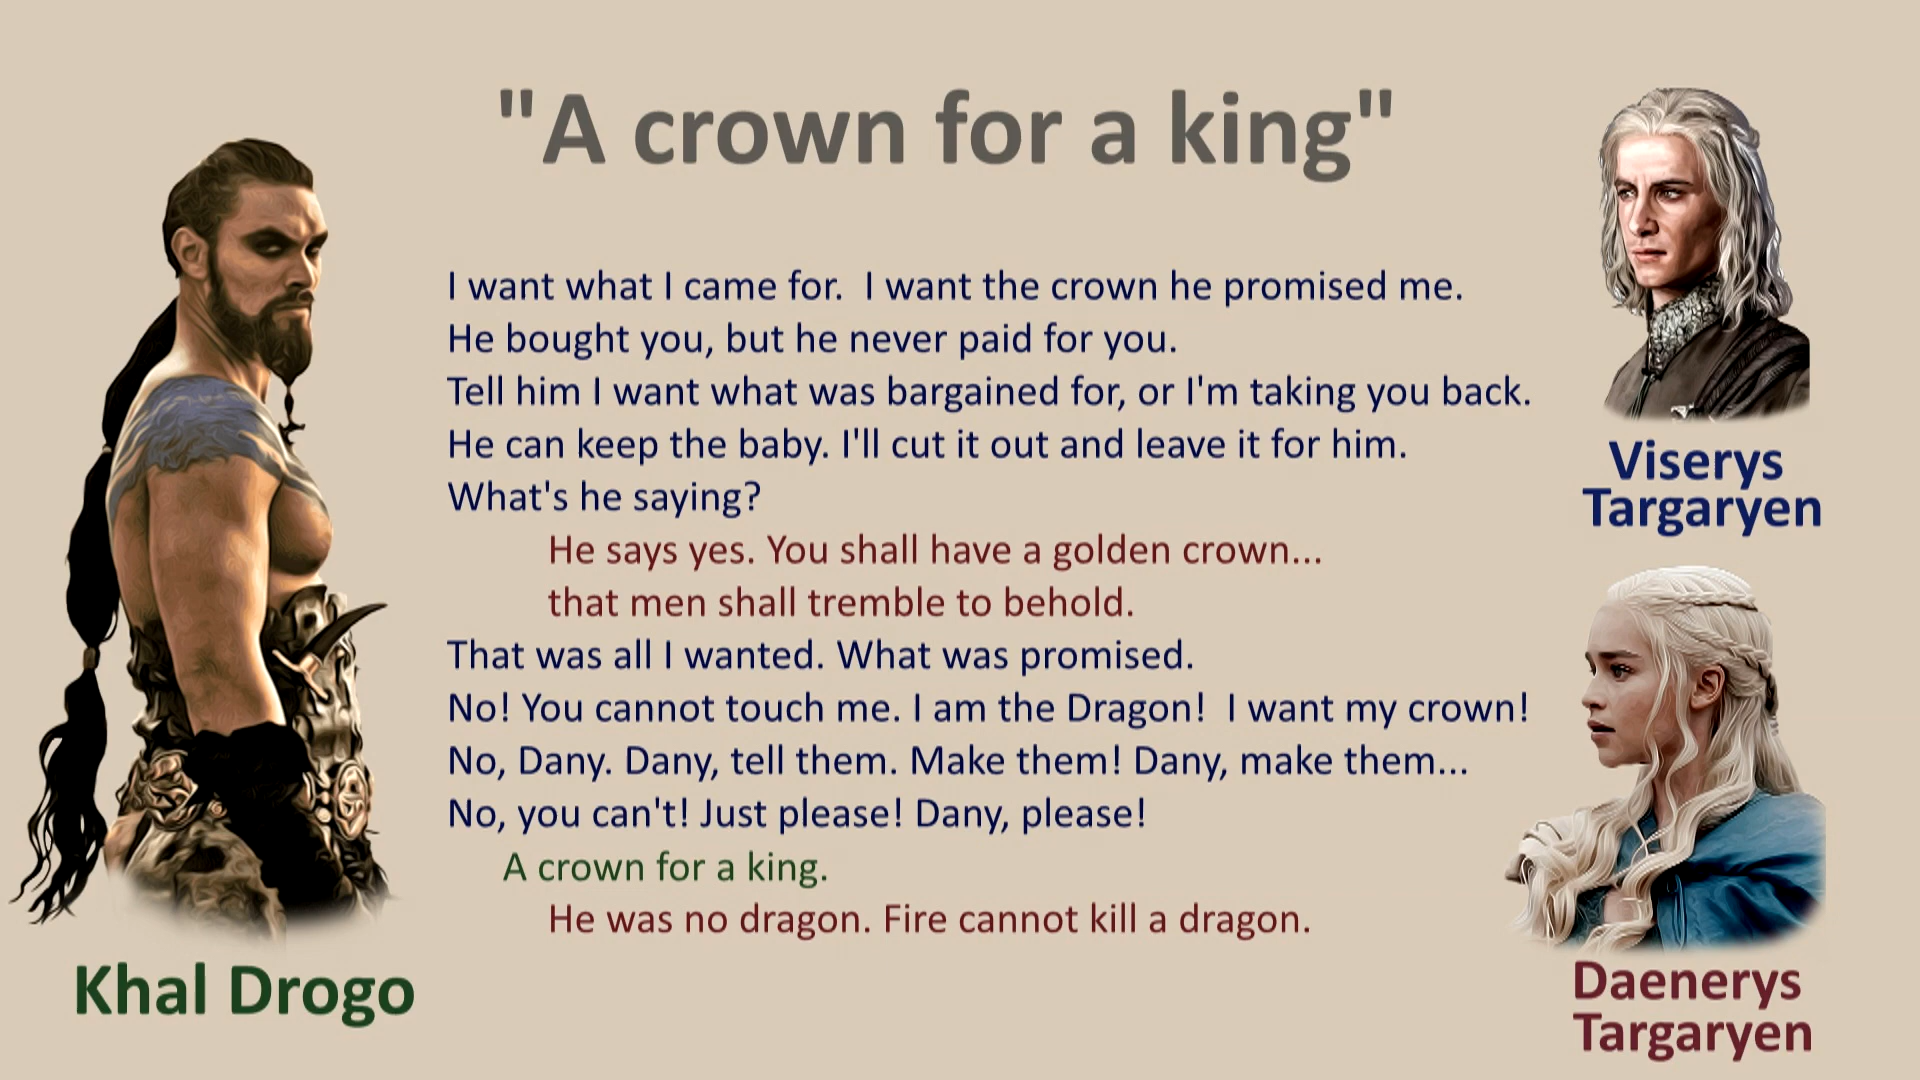 "A crown for a king"
I want what I came for.  I want the crown he promised me.
He bought you, but he never paid for you.
Tell him I want what was bargained for, or I'm taking you back.
He can keep the baby. I'll cut it out and leave it for him.
What's he saying?
He says yes. You shall have a golden crown...
that men shall tremble to behold.
That was all I wanted. What was promised.
No! You cannot touch me. I am the Dragon!  I want my crown!
No, Dany. Dany, tell them. Make them! Dany, make them...
No, you can't! Just please! Dany, please!
A crown for a king.
He was no dragon. Fire cannot kill a dragon.
Khal Drogo
Viserys
Targaryen
Daenerys
Targaryen